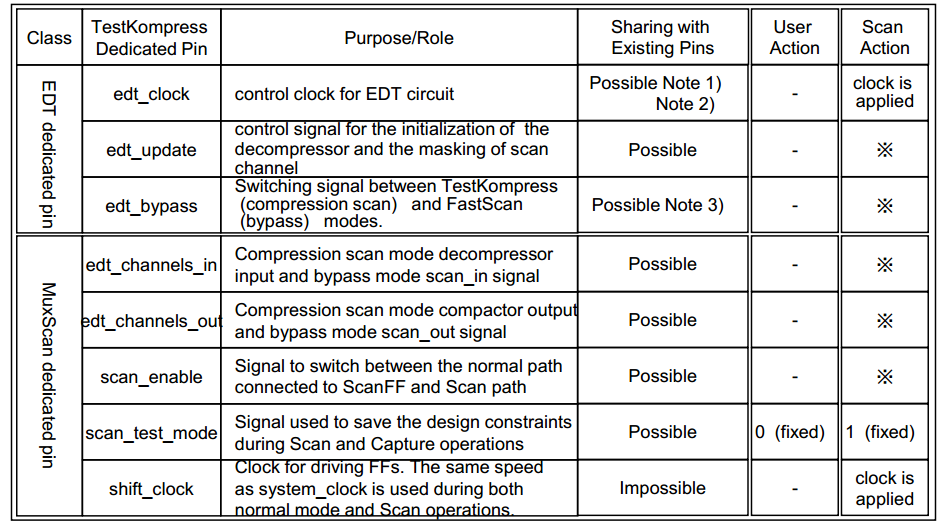 Class
TestKompress
Dedicated Pin
Purpose/Role
Sharing with
Existing Pins
User
Action
Scan
Action
EDT dedicated pin
edt_clock
control clock for EDT circuit
Possible Note 1)
Note 2)
-
clock is
applied
edt_update
control signal for the initialization of the
decompressor and the masking of scan
channel
Possible
-
※
edt_bypass
Switching signal between TestKompress
(compression scan) and FastScan
(bypass) modes.
Possible Note 3)
-
※
MuxScan dedicated pin
edt_channels_in
Compression scan mode decompressor
input and bypass mode scan_in signal
Possible
-
※
edt_channels_out
Compression scan mode compactor output
and bypass mode scan_out signal
Possible
-
※
scan_enable
Signal to switch between the normal path
connected to ScanFF and Scan path
Possible
-
※
scan_test_mode
Signal used to save the design constraints
during Scan and Capture operations
Possible
0 (fixed)
1 (fixed)
shift_clock
Clock for driving FFs. The same speed
as system_clock is used during both
normal mode and Scan operations.
Impossible
-
clock is
applied